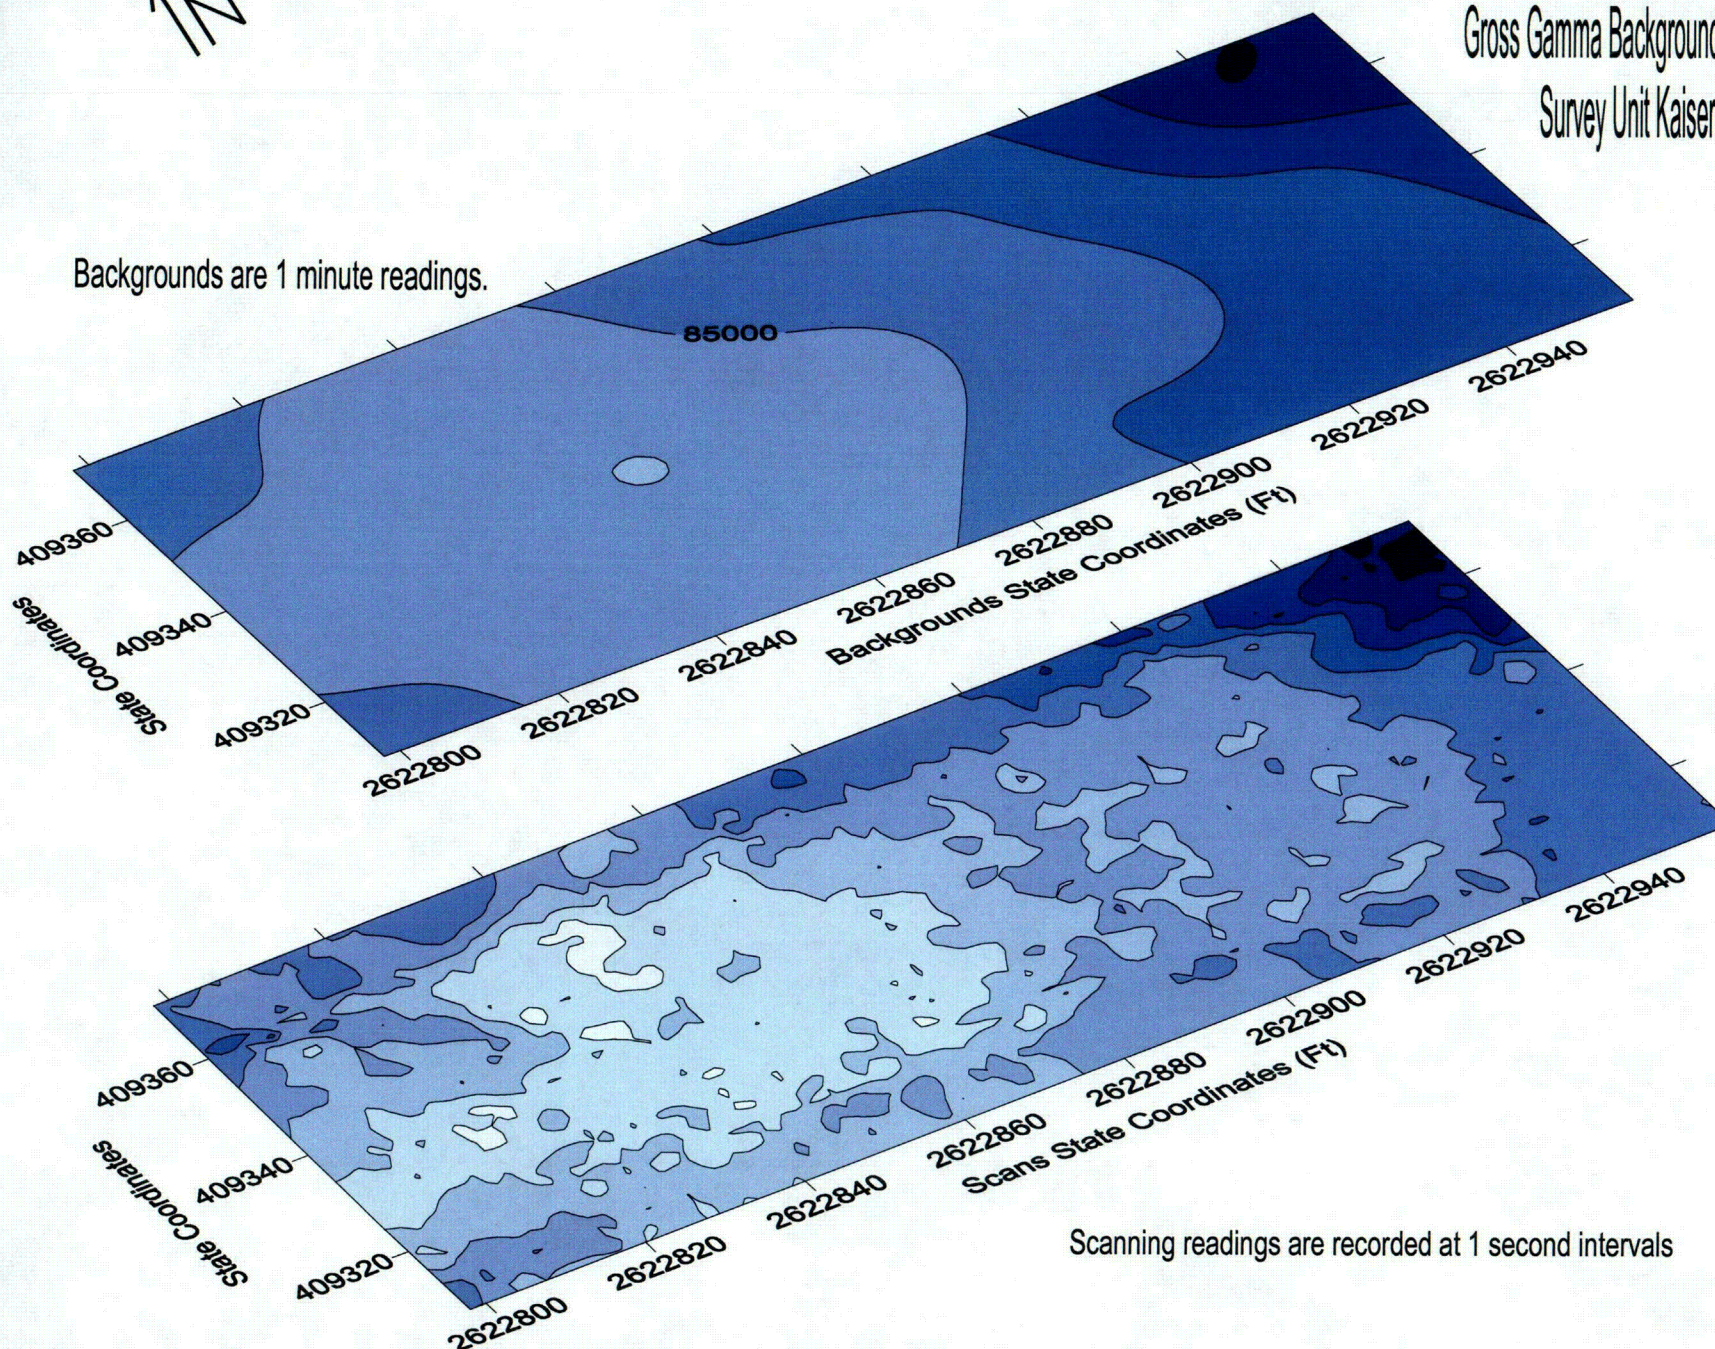 1N
Gross Gamma Background
Survey Unit Kaiser
Backgrounds are 1 minute readings.
85000
409360
409340
409320
State Coordinates
2622800
2622820
2622840
2622860
2622880
2622900
2622920
2622940
Backgrounds State Coordinates (Ft)
409360
409340
409320
State Coordinates
2622800
2622820
2622840
2622860
2622880
2622900
2622920
2622940
Scans State Coordinates (Ft)
Scanning readings are recorded at 1 second intervals